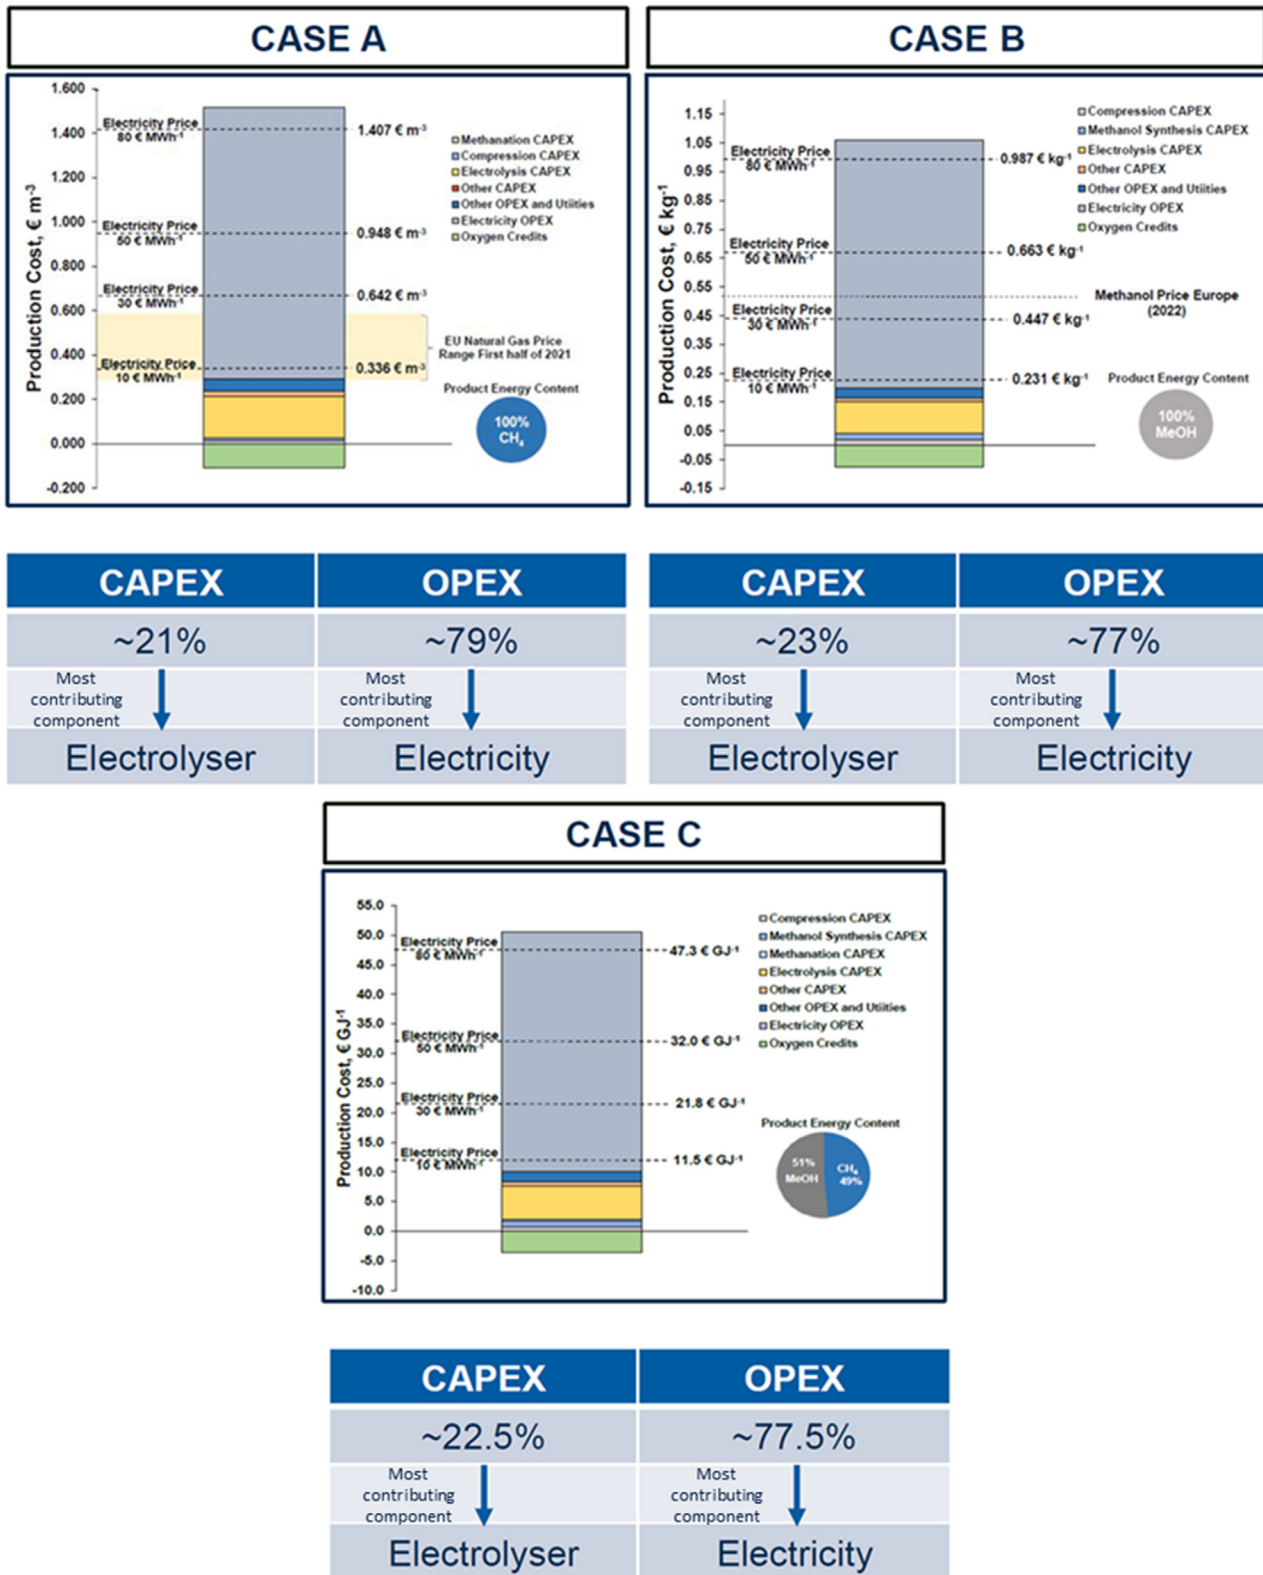 CASE A
Production Cost, € m⁻³
1.600
1.400
1.200
1.000
0.800
0.600
0.400
0.200
0.000
-0.200
Electricity Price
80 € MWh⁻¹
1.407 € m⁻³
Electricity Price
50 € MWh⁻¹
0.948 € m⁻³
Electricity Price
30 € MWh⁻¹
0.642 € m⁻³
Electricity Price
10 € MWh⁻¹
0.336 € m⁻³
Methanation CAPEX
Compression CAPEX
Electrolysis CAPEX
Other CAPEX
Other OPEX and Utiities
Electricity OPEX
Oxygen Credits
EU Natural Gas Price
Range First half of 2021
Product Energy Content
100%
CH₄
CASE B
Production Cost, € kg⁻¹
1.15
1.05
0.95
0.85
0.75
0.65
0.55
0.45
0.35
0.25
0.15
0.05
-0.05
-0.15
Electricity Price
80 € MWh⁻¹
0.987 € kg⁻¹
Electricity Price
50 € MWh⁻¹
0.663 € kg⁻¹
Methanol Price Europe
(2022)
Electricity Price
30 € MWh⁻¹
0.447 € kg⁻¹
Electricity Price
10 € MWh⁻¹
0.231 € kg⁻¹
Compression CAPEX
Methanol Synthesis CAPEX
Electrolysis CAPEX
Other CAPEX
Other OPEX and Utiities
Electricity OPEX
Oxygen Credits
Product Energy Content
100%
MeOH
CAPEX OPEX
~21% ~79%
Most
contributing
component
Most
contributing
component
Electrolyser Electricity
CAPEX OPEX
~23% ~77%
Most
contributing
component
Most
contributing
component
Electrolyser Electricity
CASE C
Production Cost, € GJ⁻¹
55.0
50.0
45.0
40.0
35.0
30.0
25.0
20.0
15.0
10.0
5.0
0.0
-5.0
-10.0
Electricity Price
80 € MWh⁻¹
47.3 € GJ⁻¹
Electricity Price
50 € MWh⁻¹
32.0 € GJ⁻¹
Electricity Price
30 € MWh⁻¹
21.8 € GJ⁻¹
Electricity Price
10 € MWh⁻¹
11.5 € GJ⁻¹
Compression CAPEX
Methanol Synthesis CAPEX
Methanation CAPEX
Electrolysis CAPEX
Other CAPEX
Other OPEX and Utiities
Electricity OPEX
Oxygen Credits
Product Energy Content
51%
MeOH
CH₄
49%
CAPEX OPEX
~22.5% ~77.5%
Most
contributing
component
Most
contributing
component
Electrolyser Electricity